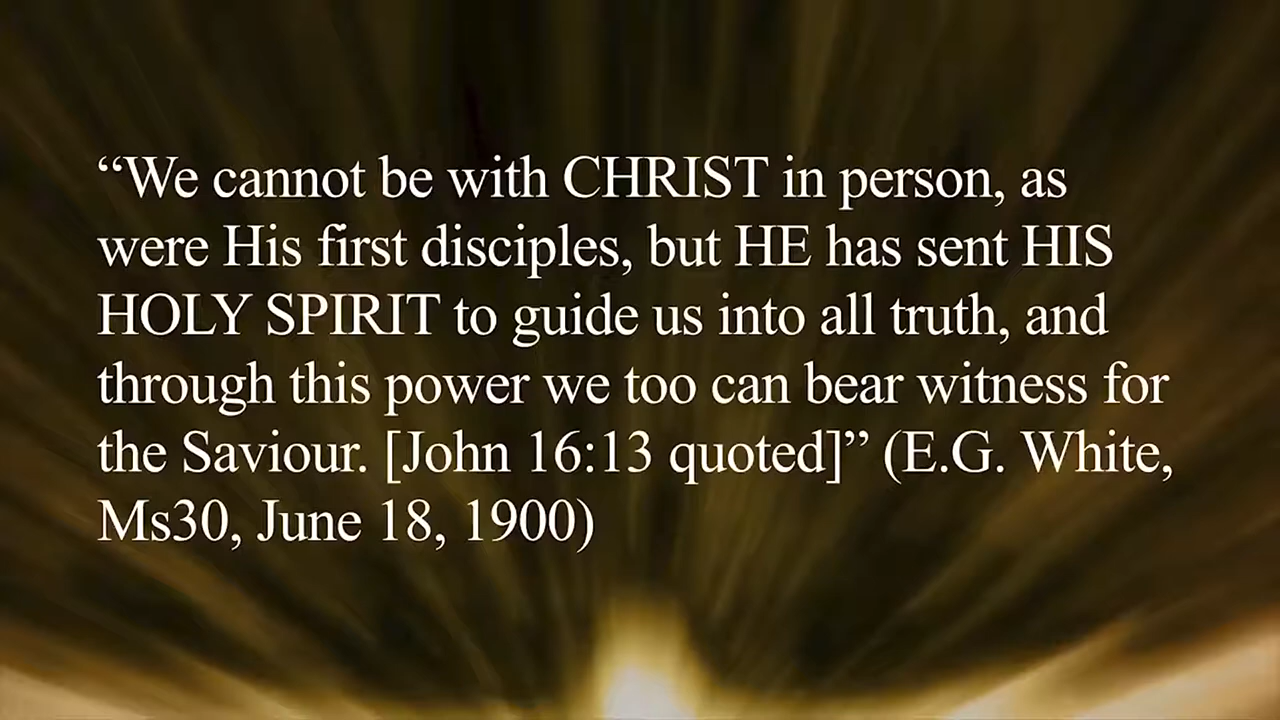 “We cannot be with CHRIST in person, as
were His first disciples, but HE has sent HIS
HOLY SPIRIT to guide us into all truth, and
through this power we too can bear witness for
the Saviour. [John 16:13 quoted]” (E.G. White,
Ms30, June 18, 1900)